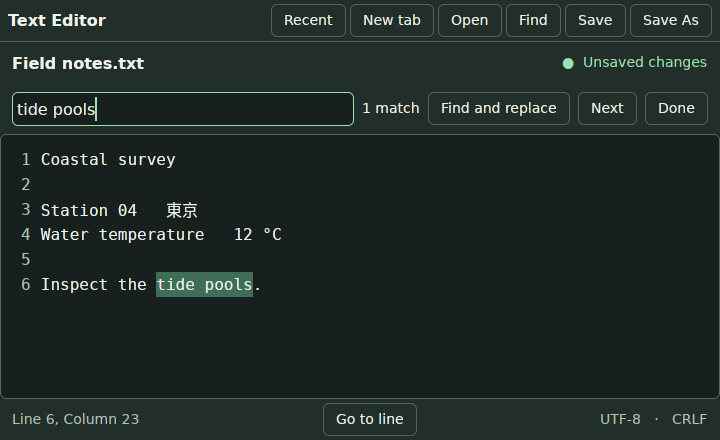 Text Editor Recent New tab Open Find Save Save As
Field notes.txt Unsaved changes
tide pools 1 match Find and replace Next Done
1 Coastal survey
2
3 Station 04 東京
4 Water temperature 12 °C
5
6 Inspect the tide pools.
Line 6, Column 23 Go to line UTF-8 · CRLF